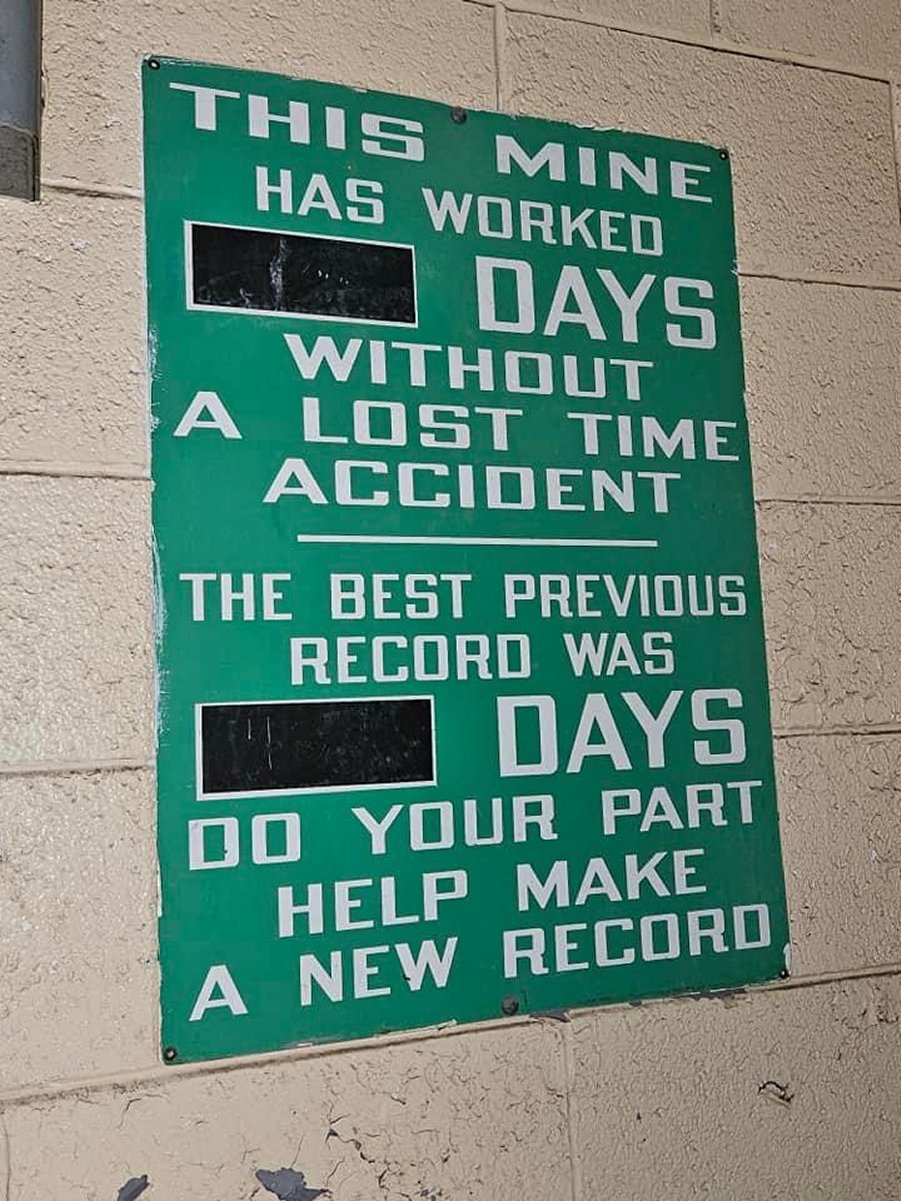 THIS MINE
HAS WORKED
DAYS
WITHOUT
A LOST TIME
ACCIDENT
THE BEST PREVIOUS
RECORD WAS
DAYS
DO YOUR PART
HELP MAKE
A NEW RECORD